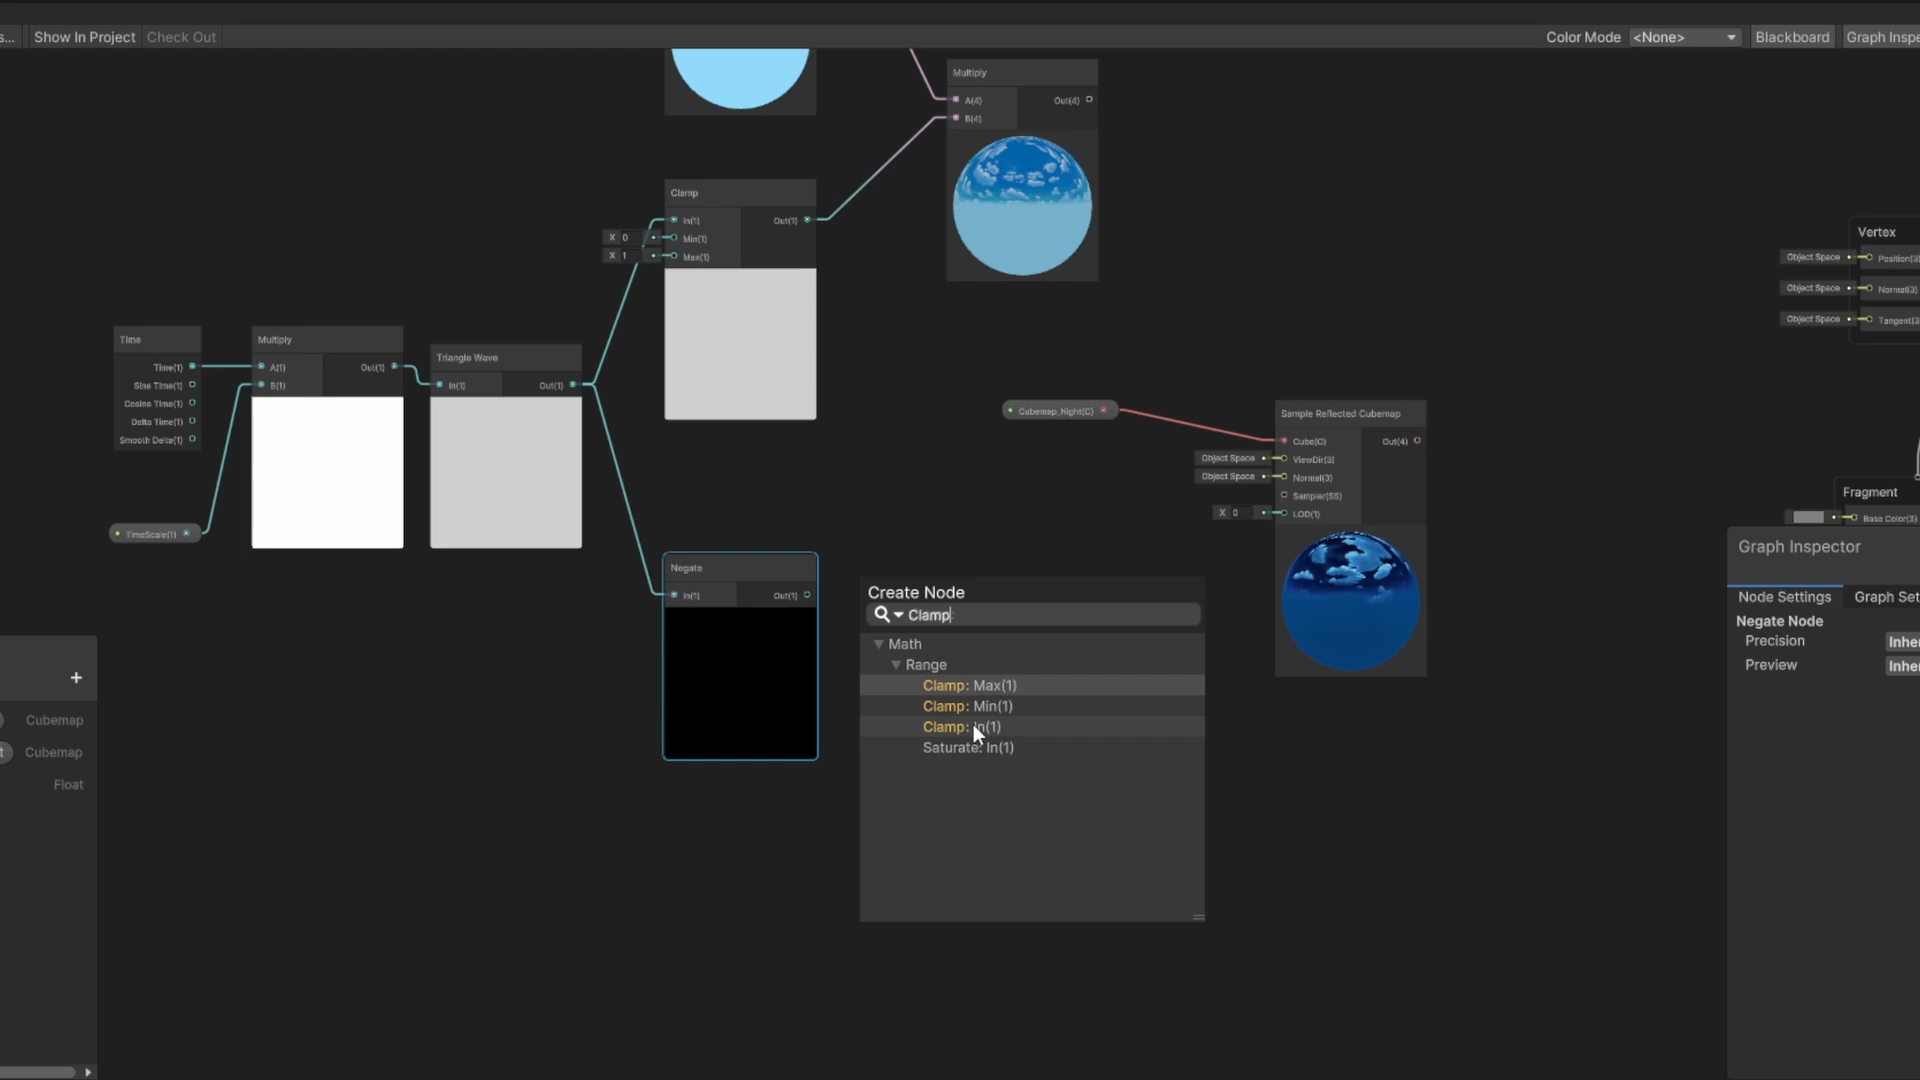 s...
Show In Project
Check Out
Color Mode
<None>
Blackboard
Graph Inspe
Multiply
A(4)
Out(4)
B(4)
Clamp
In(1)
Out(1)
X 0
Min(1)
X 1
Max(1)
Vertex
Object Space
Position(3)
Object Space
Normal(3)
Object Space
Tangent(3
Time
Time(1)
Sine Time(1)
Cosine Time(1)
Delta Time(1)
Smooth Delta(1)
Multiply
A(1)
Out(1)
B(1)
Triangle Wave
In(1)
Out(1)
TimeScale(1)
Cubemap_Night(C)
Sample Reflected Cubemap
Cube(C)
Out(4)
Object Space
ViewDir(3)
Object Space
Normal(3)
Sampler(SS)
X 0
LOD(1)
Fragment
Base Color(3)
Negate
In(1)
Out(1)
Create Node
Clamp
Math
Range
Clamp: Max(1)
Clamp: Min(1)
Clamp: In(1)
Saturate: In(1)
Graph Inspector
Node Settings
Graph Set
Negate Node
Precision
Inher
Preview
Inher
+
Cubemap
t
Cubemap
Float